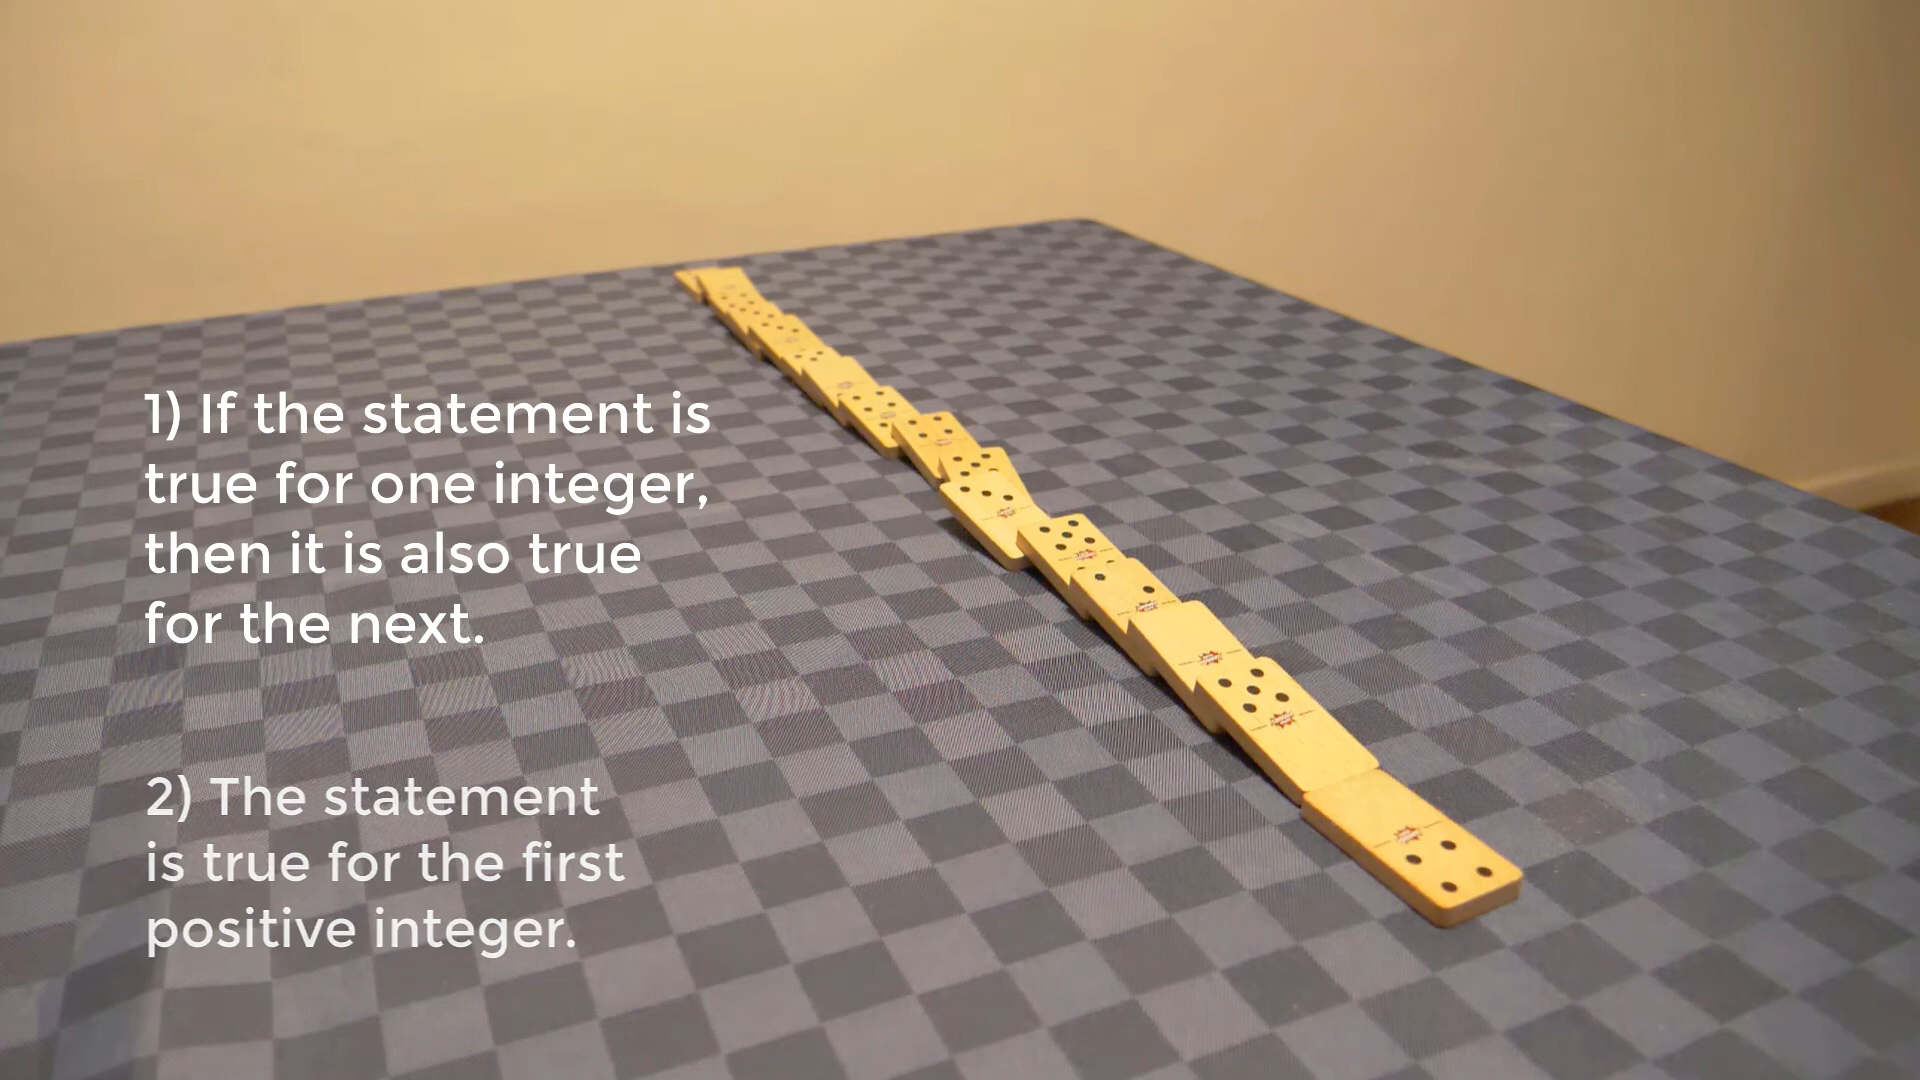 1) If the statement is
true for one integer,
then it is also true
for the next.
2) The statement
is true for the first
positive integer.